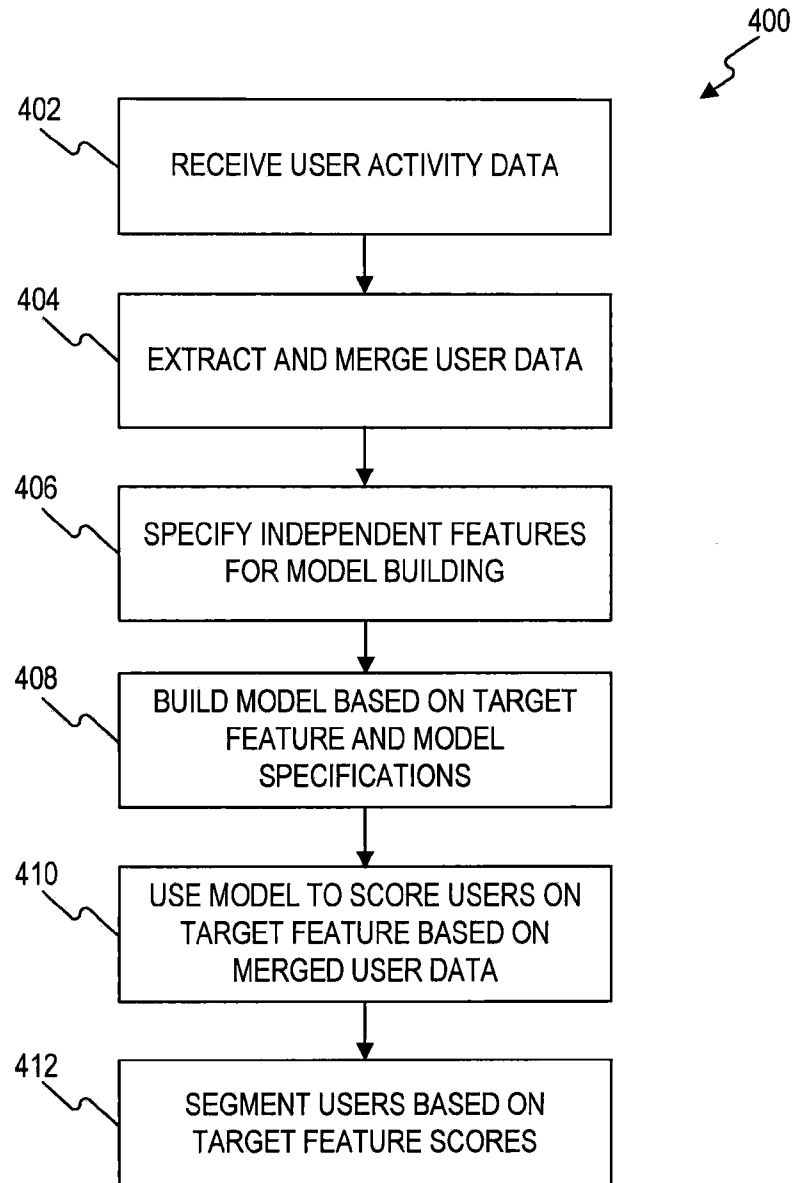 400
402
RECEIVE USER ACTIVITY DATA
404
EXTRACT AND MERGE USER DATA
406
SPECIFY INDEPENDENT FEATURES
FOR MODEL BUILDING
408
BUILD MODEL BASED ON TARGET
FEATURE AND MODEL
SPECIFICATIONS
410
USE MODEL TO SCORE USERS ON
TARGET FEATURE BASED ON
MERGED USER DATA
412
SEGMENT USERS BASED ON
TARGET FEATURE SCORES